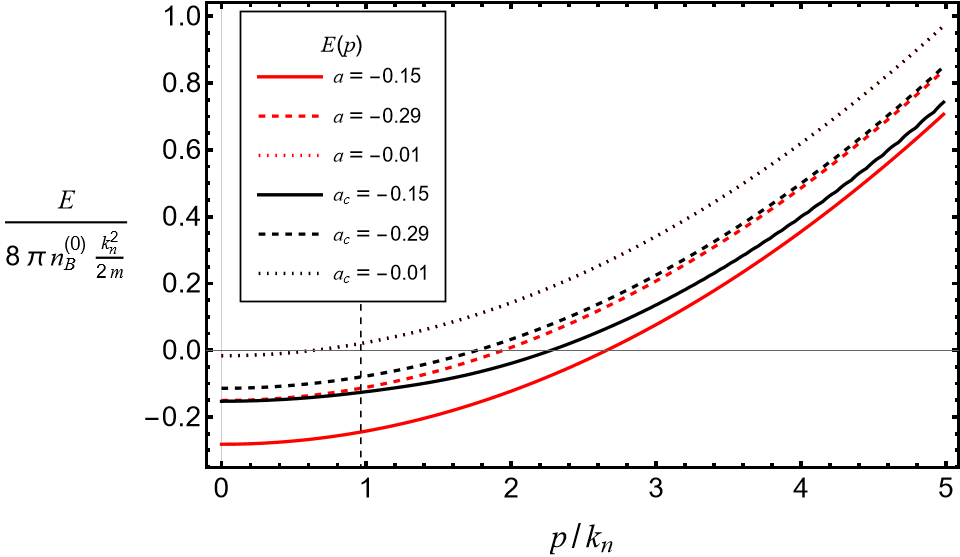 1.0
0.8
0.6
0.4
0.2
0.0
−0.2
E
8 π n_B^(0) k_n^2
2 m
E(p)
a = −0.15
a = −0.29
a = −0.01
a_c = −0.15
a_c = −0.29
a_c = −0.01
0 1 2 3 4 5
p / k_n